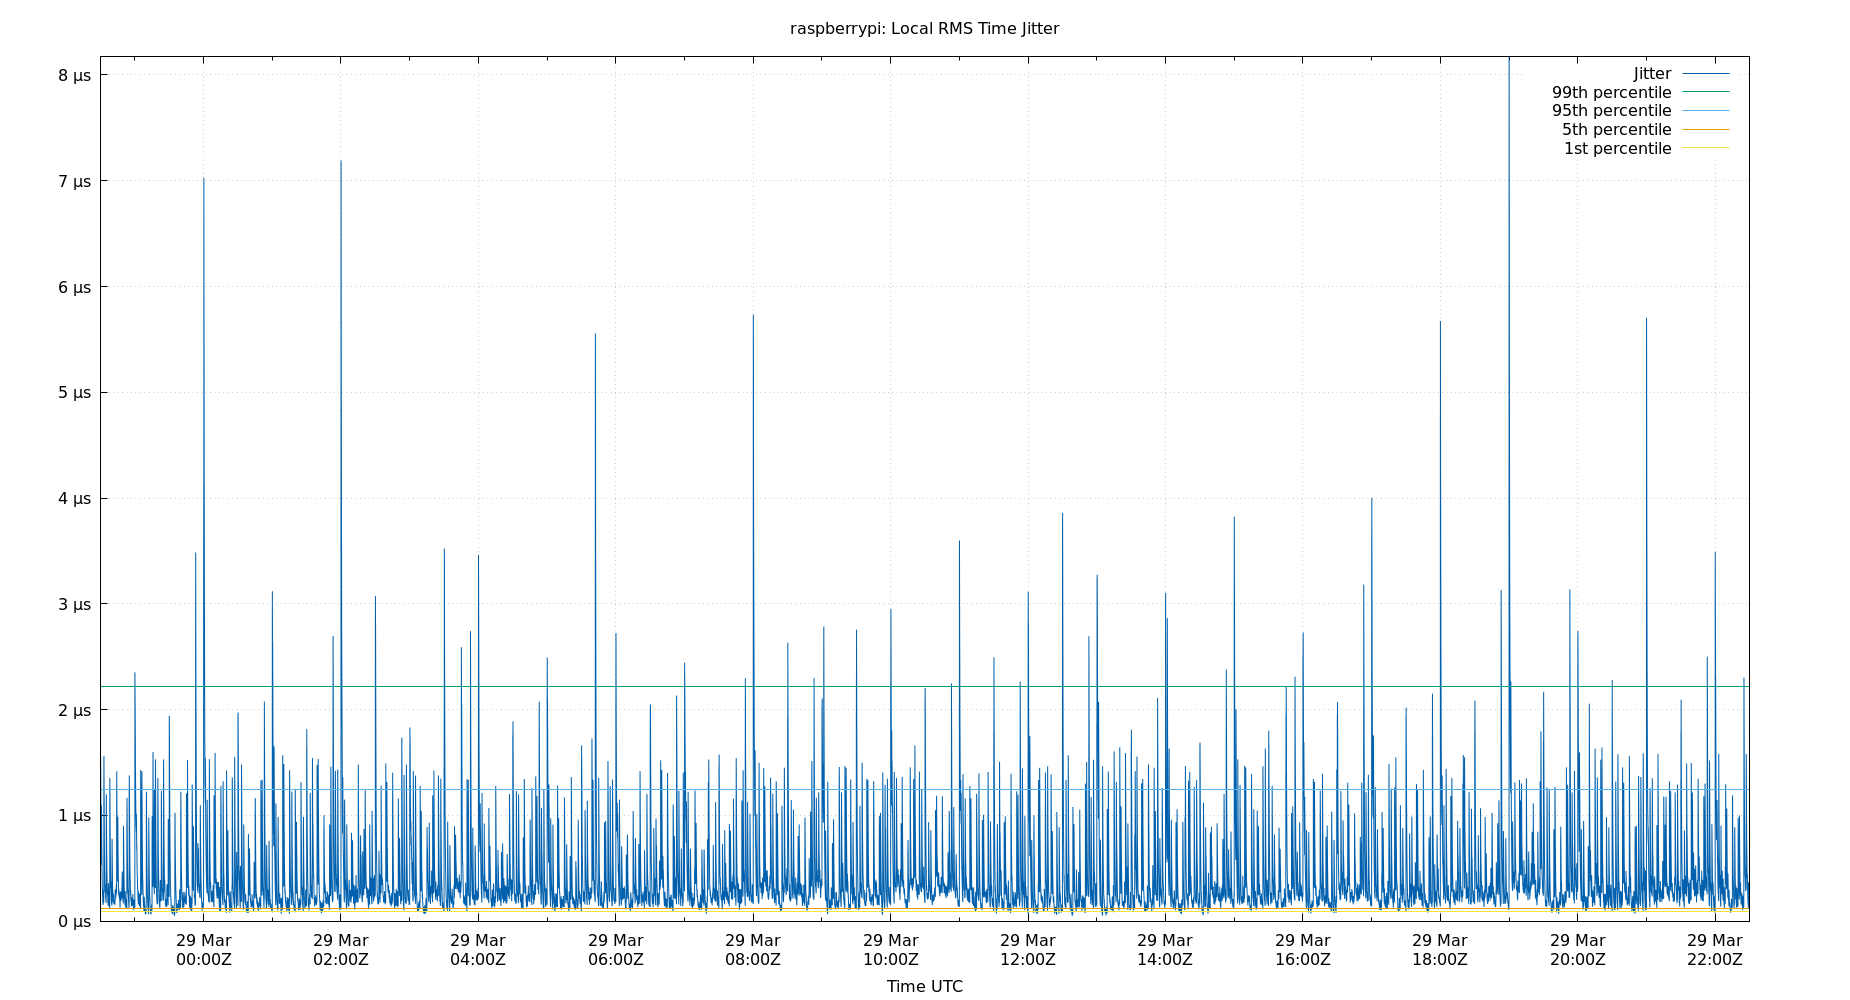 raspberrypi: Local RMS Time Jitter
8 µs
7 µs
6 µs
5 µs
4 µs
3 µs
2 µs
1 µs
0 µs
Jitter
99th percentile
95th percentile
5th percentile
1st percentile
29 Mar 29 Mar 29 Mar 29 Mar 29 Mar 29 Mar 29 Mar 29 Mar 29 Mar 29 Mar 29 Mar 29 Mar
00:00Z 02:00Z 04:00Z 06:00Z 08:00Z 10:00Z 12:00Z 14:00Z 16:00Z 18:00Z 20:00Z 22:00Z
Time UTC